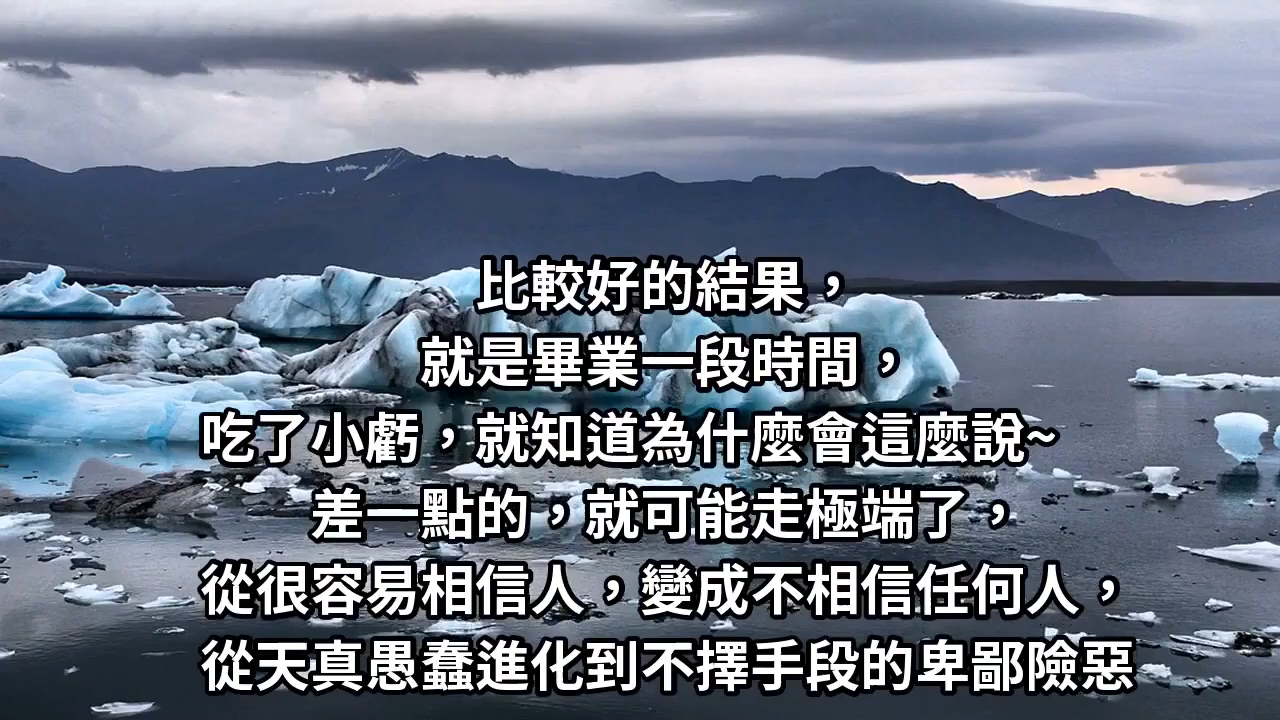 比較好的結果，
就是畢業一段時間，
吃了小虧，就知道為什麼會這麼說~
差一點的，就可能走極端了，
從很容易相信人，變成不相信任何人，
從天真愚蠢進化到不擇手段的卑鄙險惡